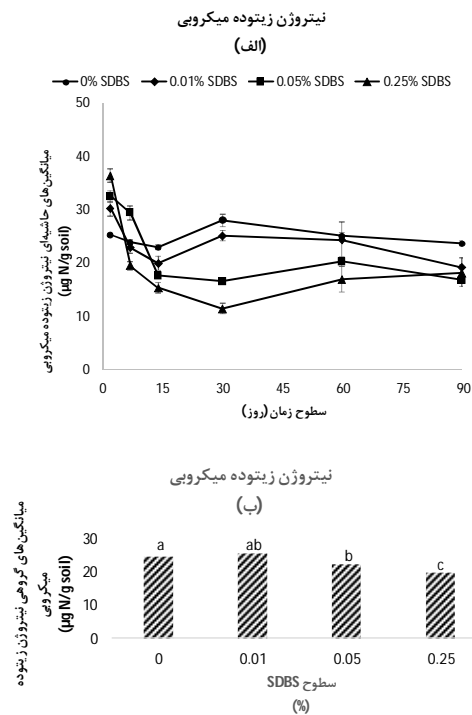 نیتروژن زیتوده میکروبی
(الف)
0% SDBS 0.01% SDBS 0.05% SDBS 0.25% SDBS
میانگین‌های حاشیه‌ای نیتروژن زیتوده میکروبی
(µg N/g soil)
50
40
30
20
10
0
0 15 30 45 60 75 90
سطوح زمان (روز)
نیتروژن زیتوده میکروبی
(ب)
میانگین‌های گروهی نیتروژن زیتوده
میکروبی
(µg N/g soil)
30
20
10
0
a ab b c
0 0.01 0.05 0.25
سطوح SDBS
(%)